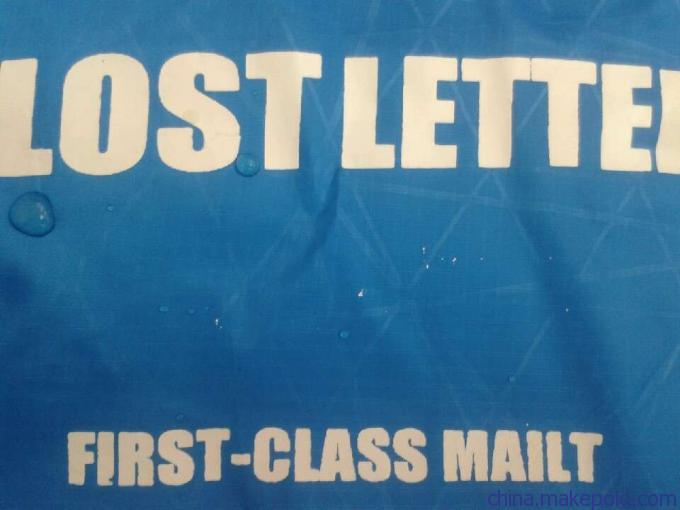 LOST LETTE
FIRST-CLASS MAILT
china.makepolo.com